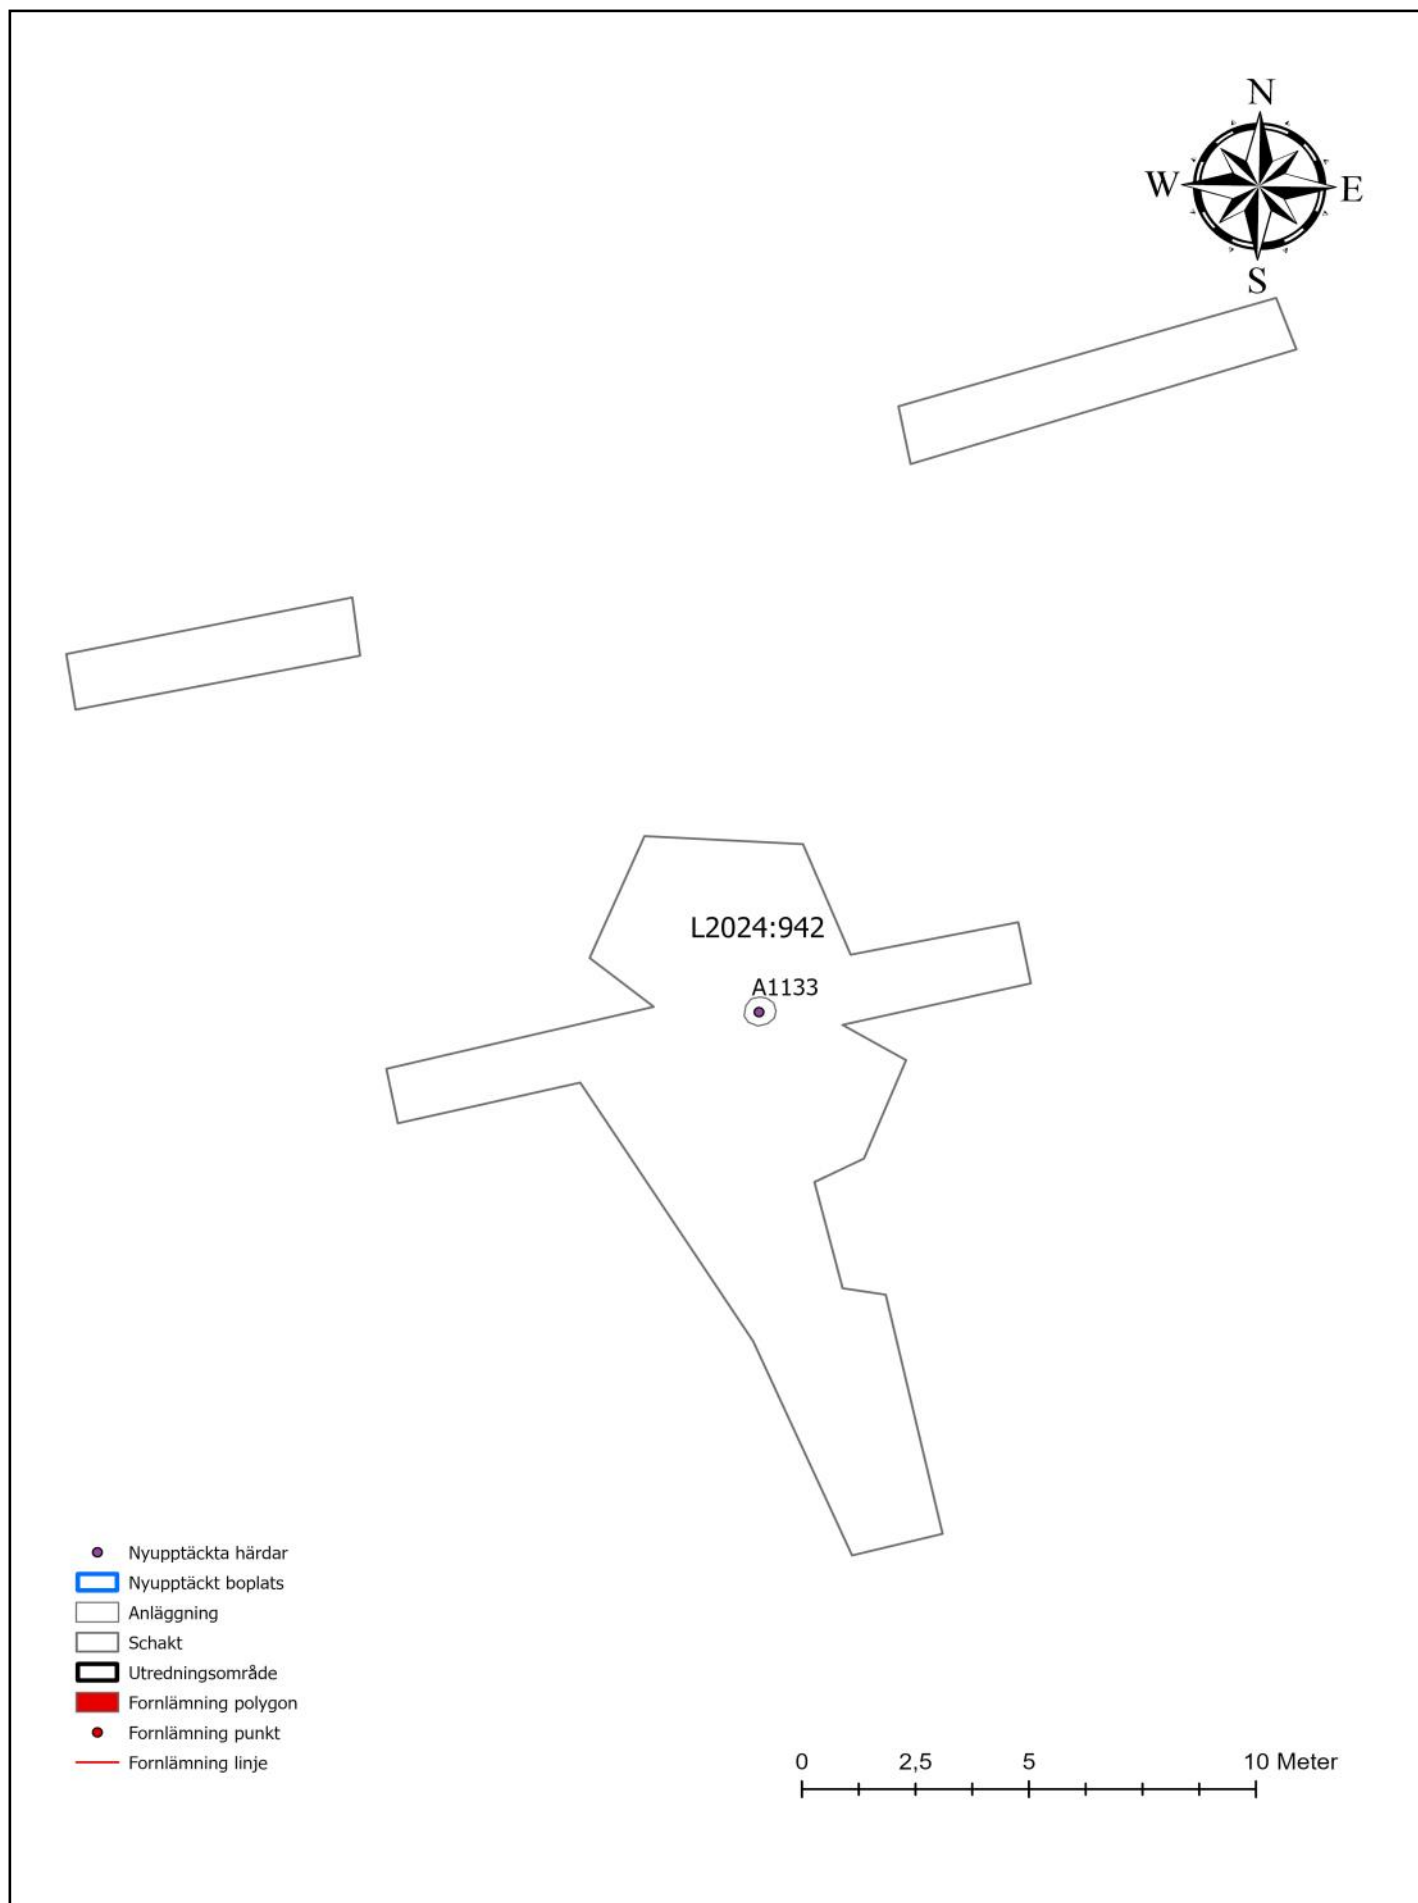 N
W E
S
L2024:942
A1133
Nyupptäckta härdar
Nyupptäckt boplats
Anläggning
Schakt
Utredningsområde
Fornlämning polygon
Fornlämning punkt
Fornlämning linje
0 2,5 5 10 Meter